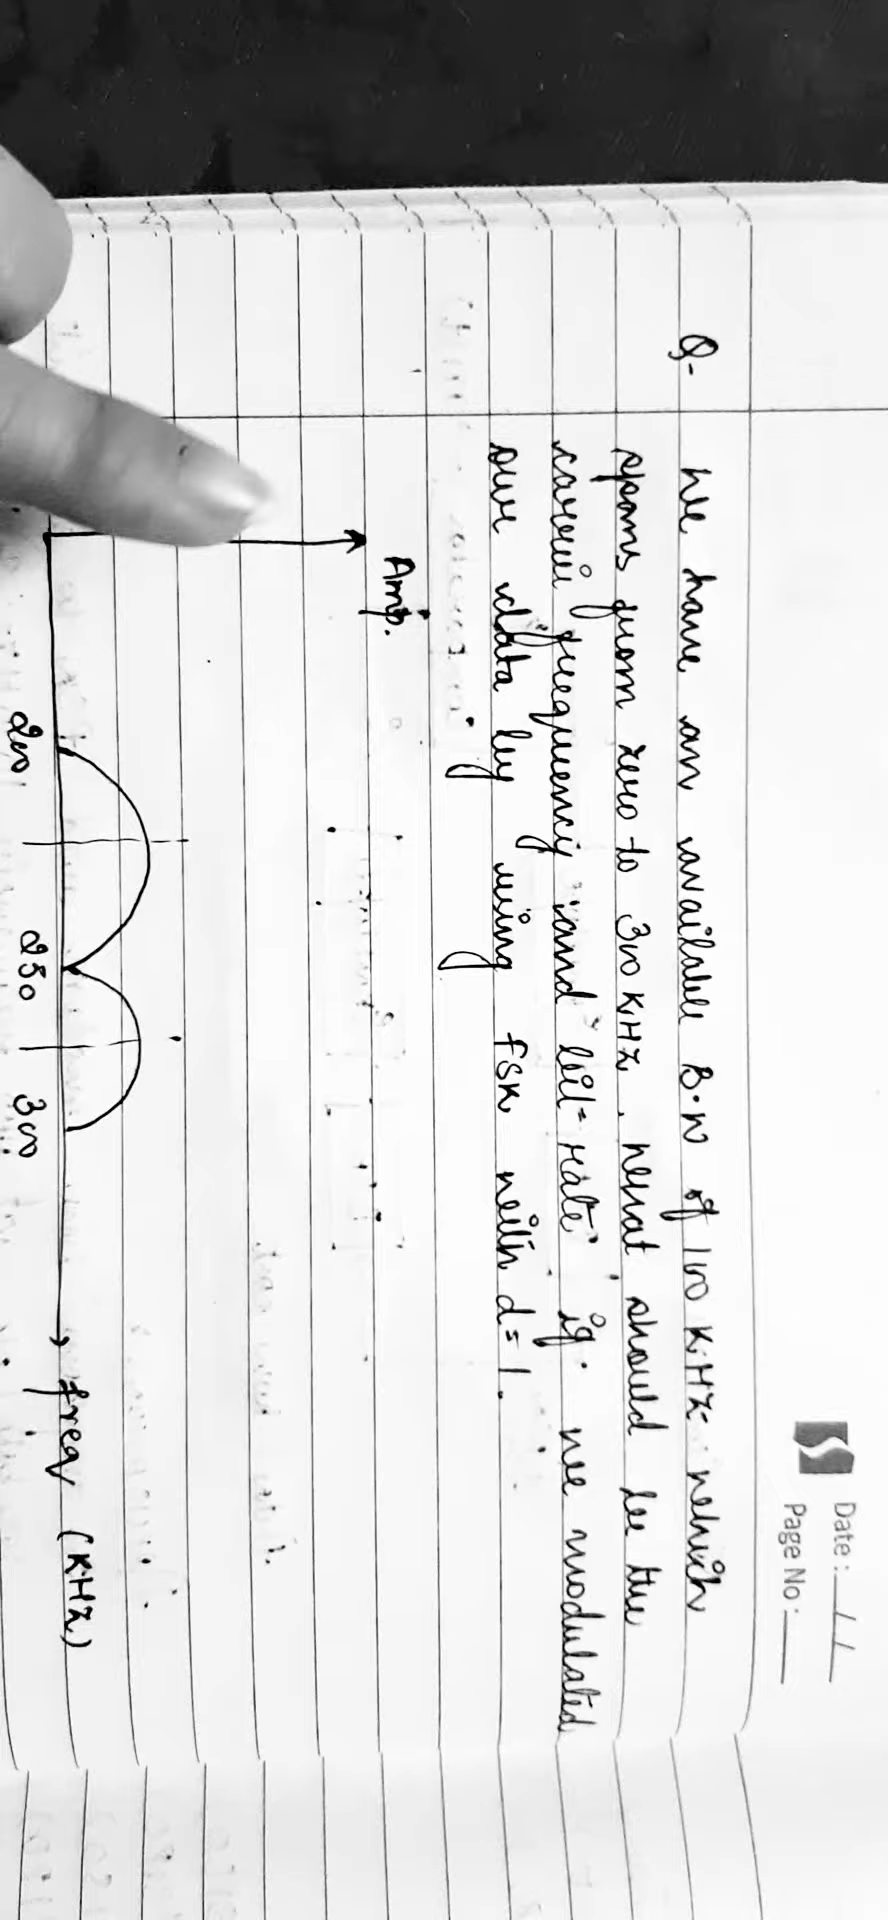 Date: / /
Page No:
Q- We have an available B.W of 100 KHz which
spans from zero to 300 KHz, what should be the
carrier frequency and bit-rate if we modulated
our data by using FSK with d=1.
Amp.
200 250 300 freq (KHz)